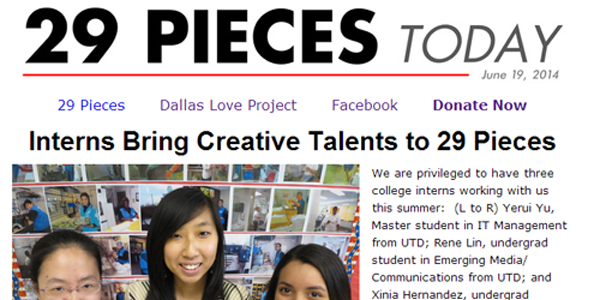 29 PIECES TODAY
June 19, 2014
29 Pieces Dallas Love Project Facebook Donate Now
Interns Bring Creative Talents to 29 Pieces
We are privileged to have three
college interns working with us
this summer: (L to R) Yerui Yu,
Master student in IT Management
from UTD; Rene Lin, undergrad
student in Emerging Media/
Communications from UTD; and
Xinia Hernandez, undergrad